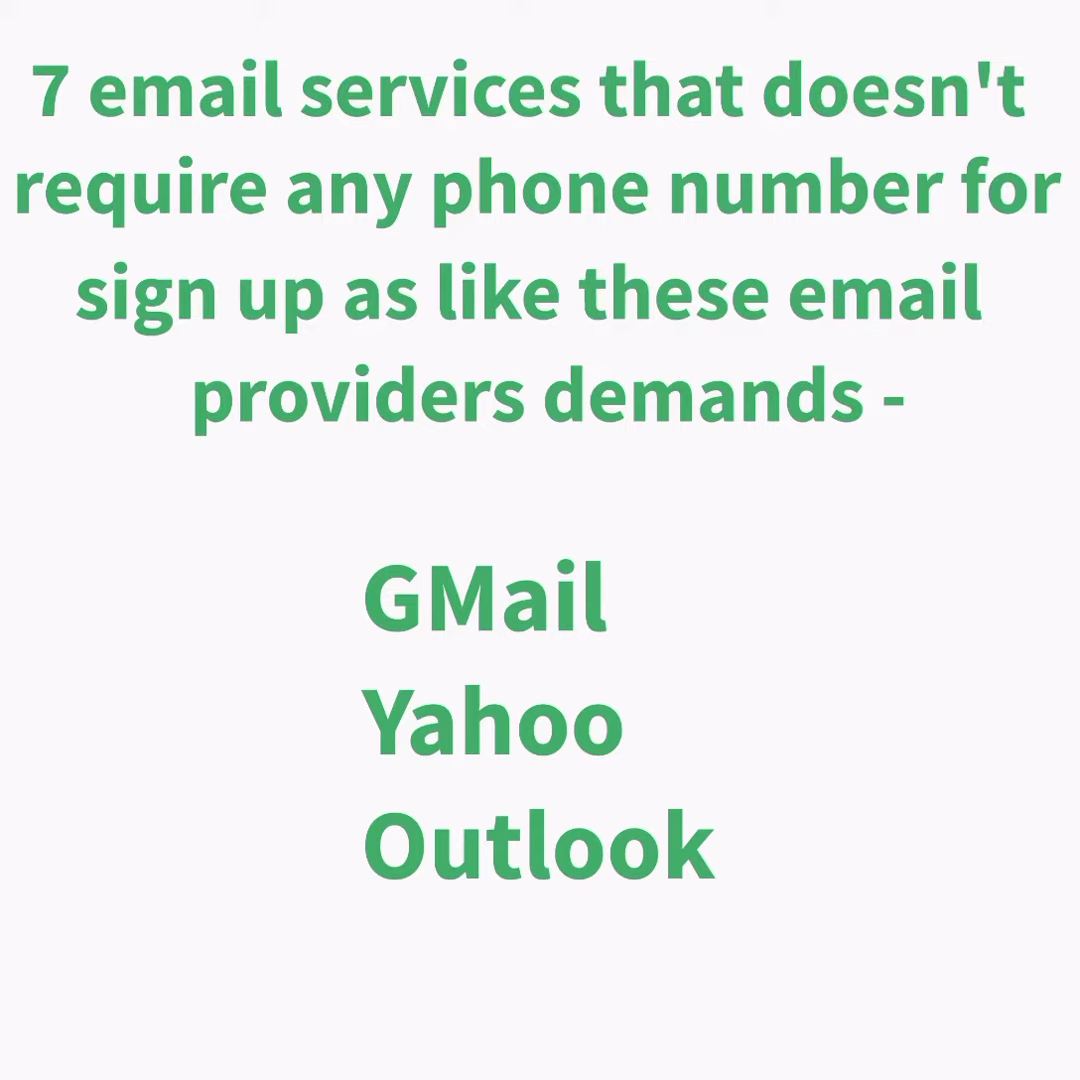 7 email services that doesn't
require any phone number for
sign up as like these email
providers demands -
GMail
Yahoo
Outlook